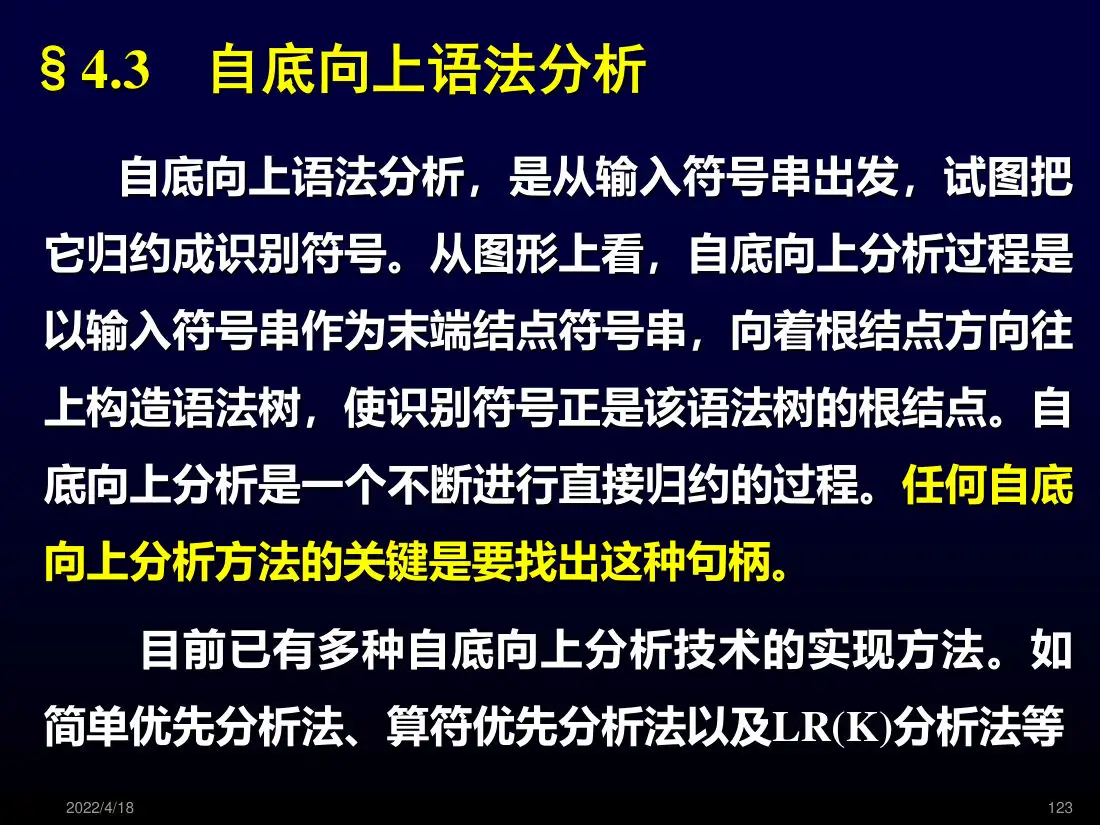 §4.3 自底向上语法分析
自底向上语法分析，是从输入符号串出发，试图把
它归约成识别符号。从图形上看，自底向上分析过程是
以输入符号串作为末端结点符号串，向着根结点方向往
上构造语法树，使识别符号正是该语法树的根结点。自
底向上分析是一个不断进行直接归约的过程。任何自底
向上分析方法的关键是要找出这种句柄。
目前已有多种自底向上分析技术的实现方法。如
简单优先分析法、算符优先分析法以及LR(K)分析法等
2022/4/18
123